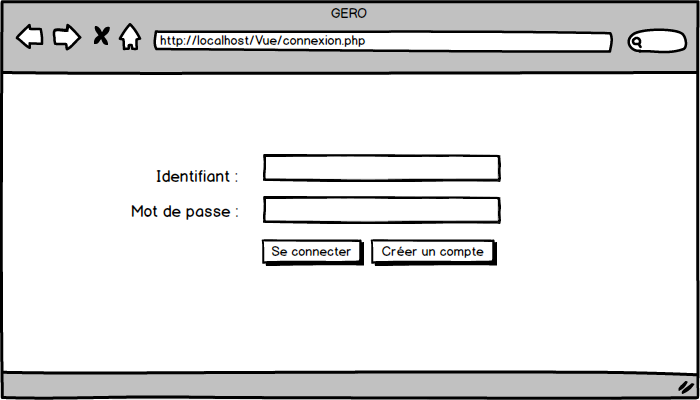 GERO
http://localhost/Vue/connexion.php
Identifiant :
Mot de passe :
Se connecter Créer un compte